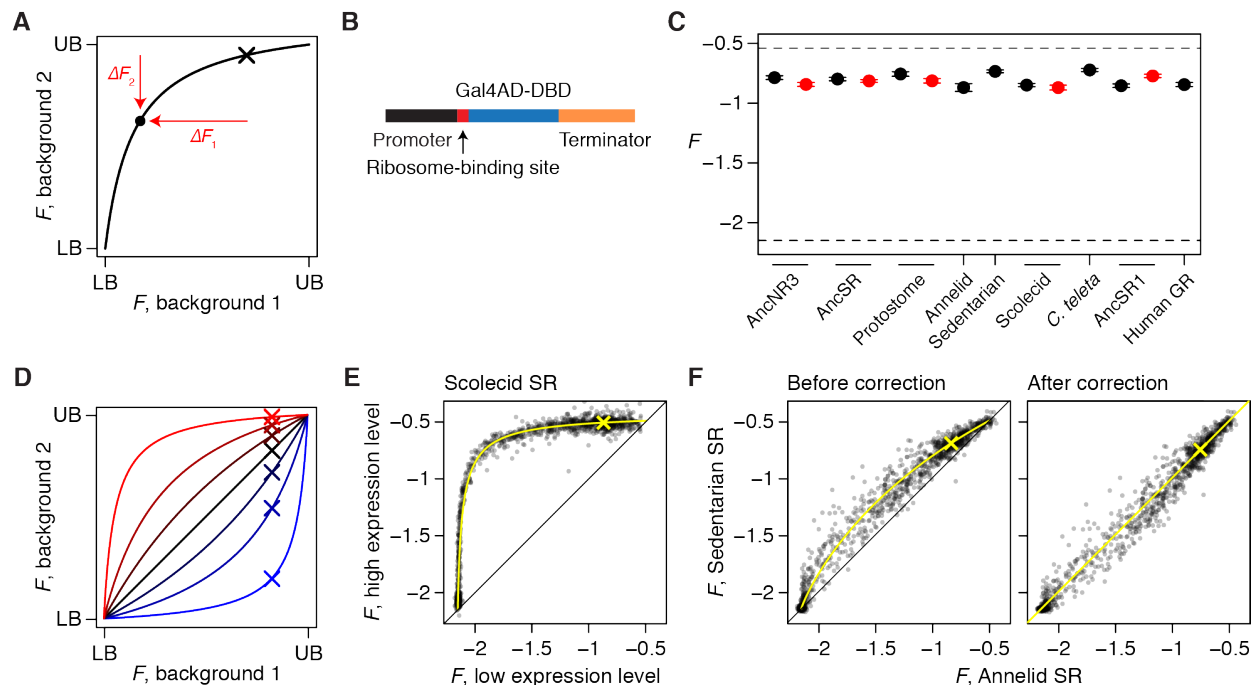 A
UB
LB
F, background 2
ΔF2
ΔF1
LB
UB
F, background 1
B
Gal4AD-DBD
Promoter
Terminator
Ribosome-binding site
C
−0.5
−1
−1.5
−2
F
AncNR3
AncSR
Protostome
Annelid
Sedentarian
Scolecid
C. teleta
AncSR1
Human GR
D
UB
LB
F, background 2
LB
UB
F, background 1
E
Scolecid SR
F, high expression level
−0.5
−1
−1.5
−2
−2
−1.5
−1
−0.5
F, low expression level
F
Before correction
After correction
F, Sedentarian SR
−0.5
−1
−1.5
−2
−2
−1.5
−1
−0.5
−2
−1.5
−1
−0.5
F, Annelid SR